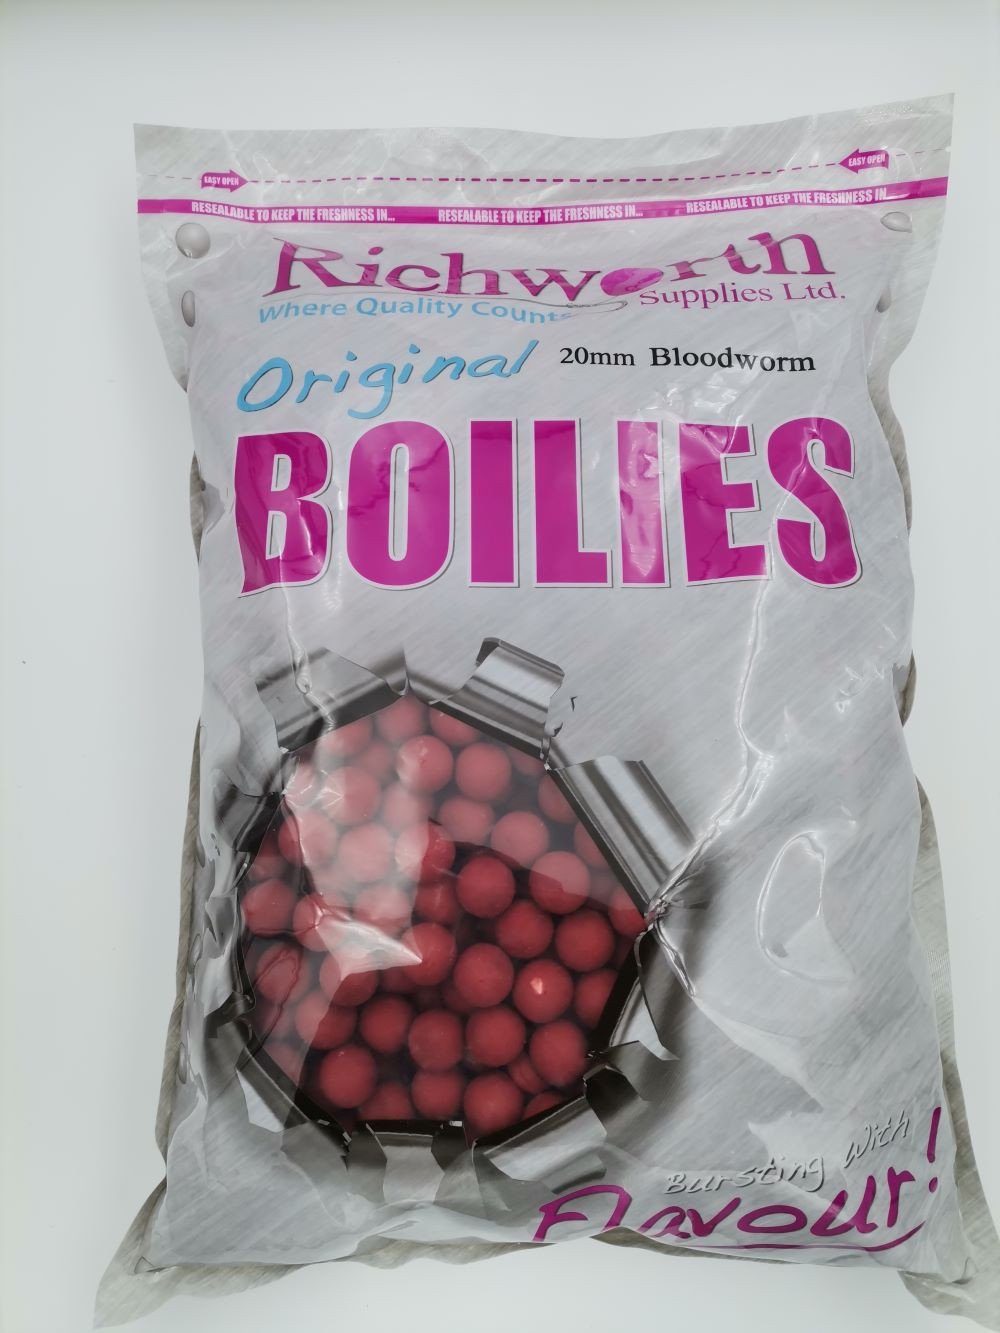 EASY OPEN
EASY OPEN
RESEALABLE TO KEEP THE FRESHNESS IN... RESEALABLE TO KEEP THE FRESHNESS IN... RESEALABLE TO KEEP THE FRESHNESS IN...
Richworth
Supplies Ltd.
Where Quality Counts
Original 20mm Bloodworm
BOILIES
Bursting With
Flavour!